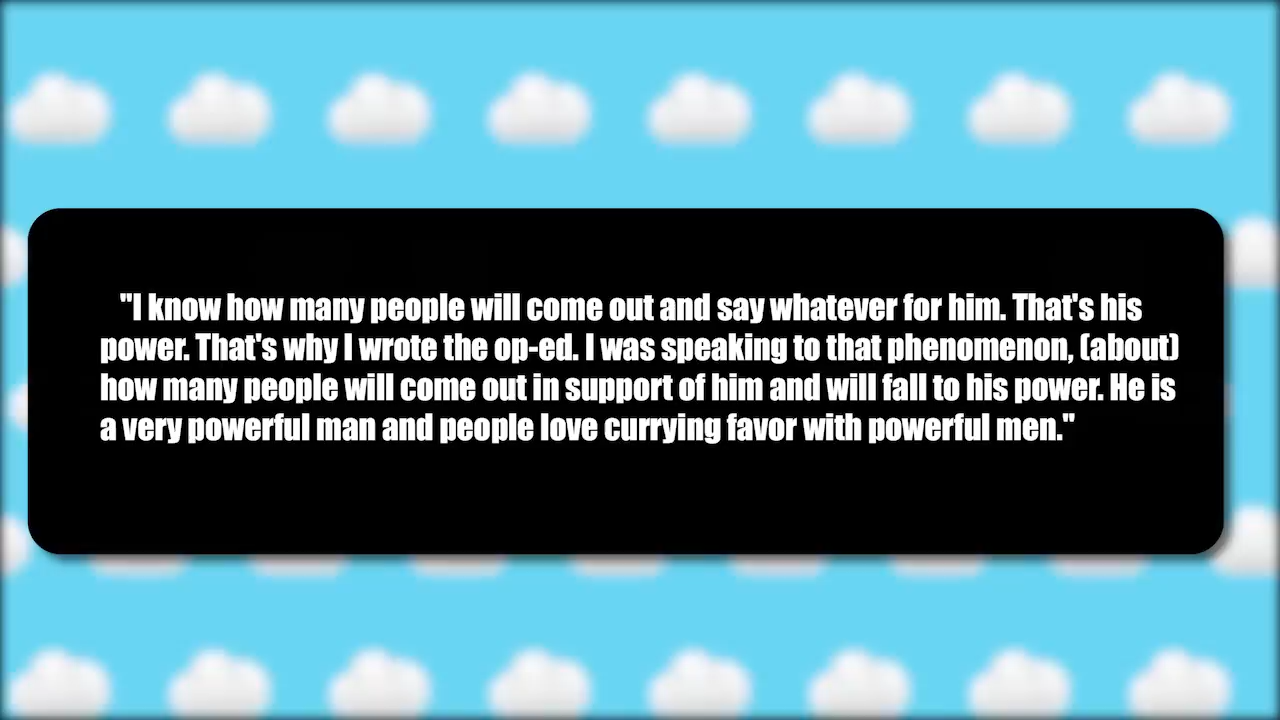 "I know how many people will come out and say whatever for him. That's his
power. That's why I wrote the op-ed. I was speaking to that phenomenon, (about)
how many people will come out in support of him and will fall to his power. He is
a very powerful man and people love currying favor with powerful men."